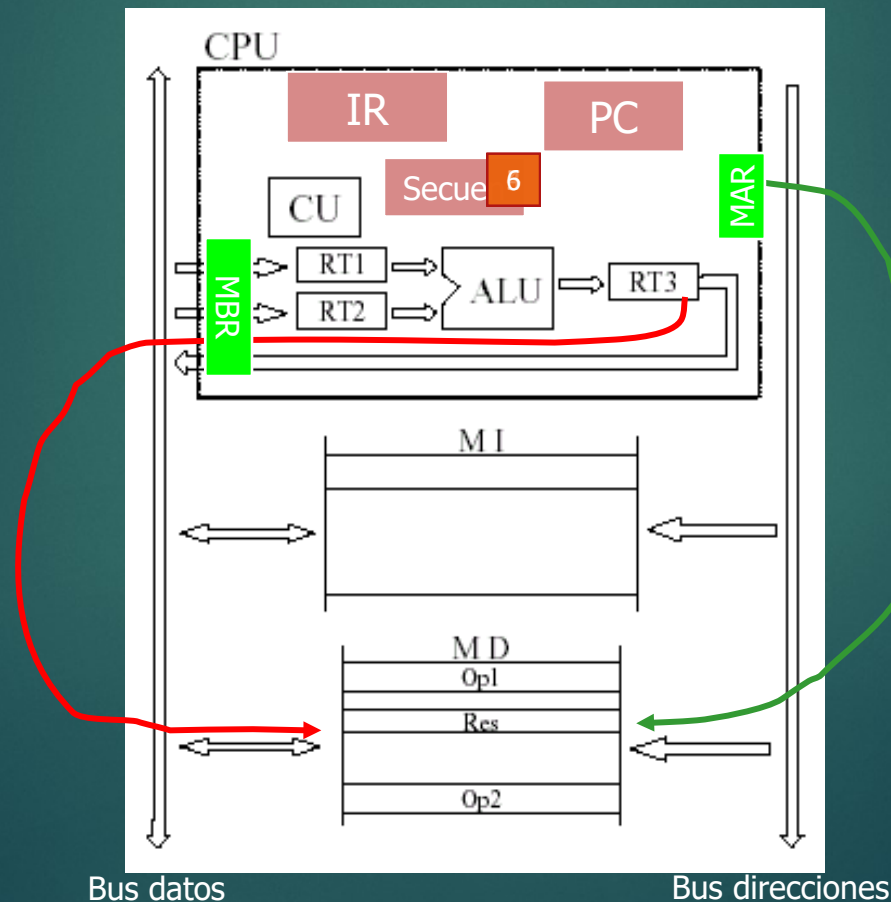 CPU
IR
PC
Secue
6
MAR
CU
MBR
RT1
RT2
ALU
RT3
M I
M D
Op1
Res
Op2
Bus datos
Bus direcciones